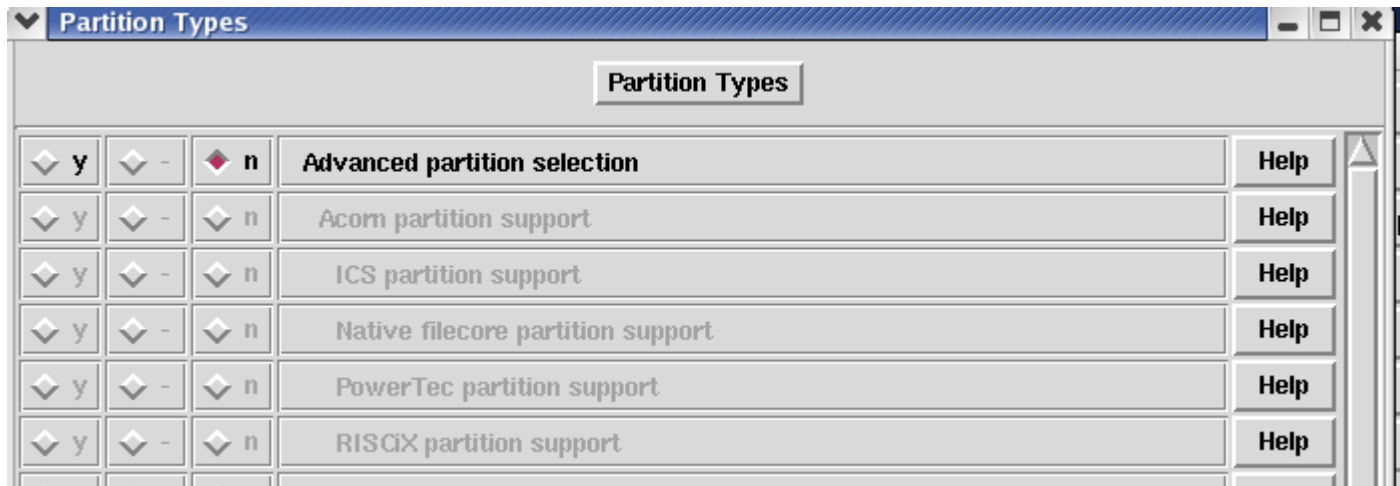 Partition Types
Partition Types
y - n Advanced partition selection Help
y - n Acorn partition support Help
y - n ICS partition support Help
y - n Native filecore partition support Help
y - n PowerTec partition support Help
y - n RISCiX partition support Help